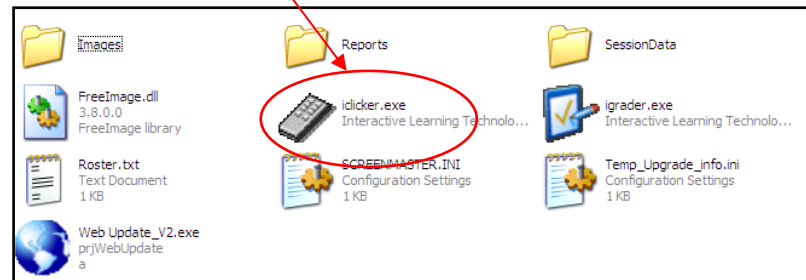 Images
Reports
SessionData
FreeImage.dll
3.8.0.0
FreeImage library
iclicker.exe
Interactive Learning Technolo...
igrader.exe
Interactive Learning Technolo...
Roster.txt
Text Document
1 KB
SCREENMASTER.INI
Configuration Settings
1 KB
Temp_Upgrade_info.ini
Configuration Settings
1 KB
Web Update_V2.exe
prjWebUpdate
a